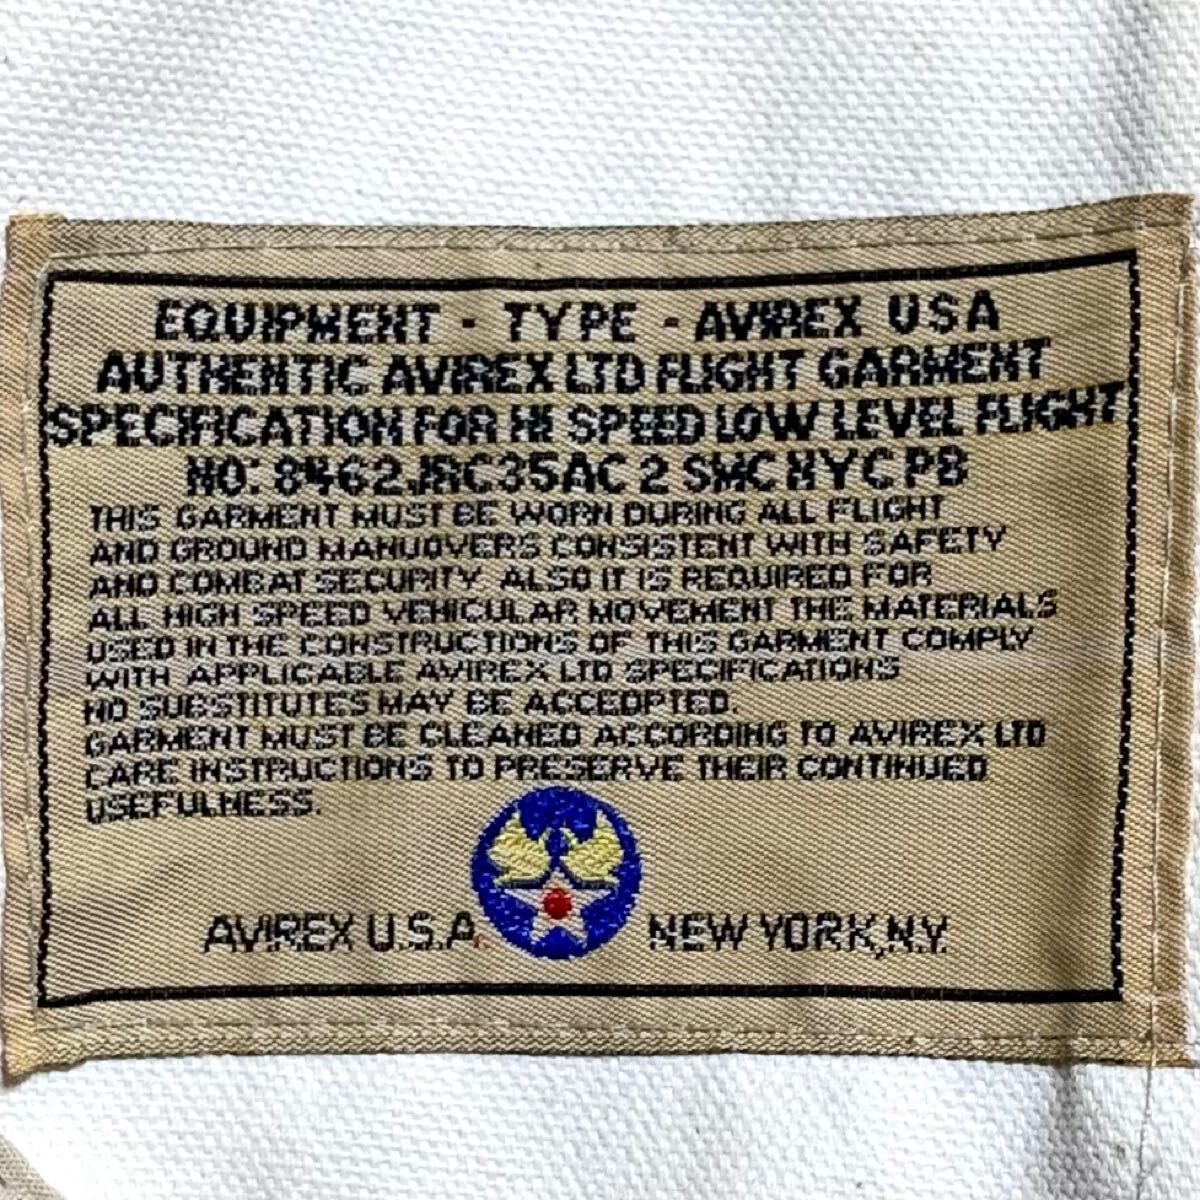 EQUIPMENT - TYPE - AVIREX USA
AUTHENTIC AVIREX LTD FLIGHT GARMENT
SPECIFICATION FOR HI SPEED LOW LEVEL FLIGHT
NO: 8462JRC35AC 2 SMC NYC PB
THIS GARMENT MUST BE WORN DURING ALL FLIGHT
AND GROUND MANUOVERS CONSISTENT WITH SAFETY
AND COMBAT SECURITY. ALSO IT IS REQUIRED FOR
ALL HIGH SPEED VEHICULAR MOVEMENT THE MATERIALS
USED IN THE CONSTRUCTIONS OF THIS GARMENT COMPLY
WITH APPLICABLE AVIREX LTD SPECIFICATIONS
NO SUBSTITUTES MAY BE ACCEOPTED.
GARMENT MUST BE CLEANED ACCORDING TO AVIREX LTD
CARE INSTRUCTIONS TO PRESERVE THEIR CONTINUED
USEFULNESS.
AVIREX U.S.A. NEW YORK, N.Y.